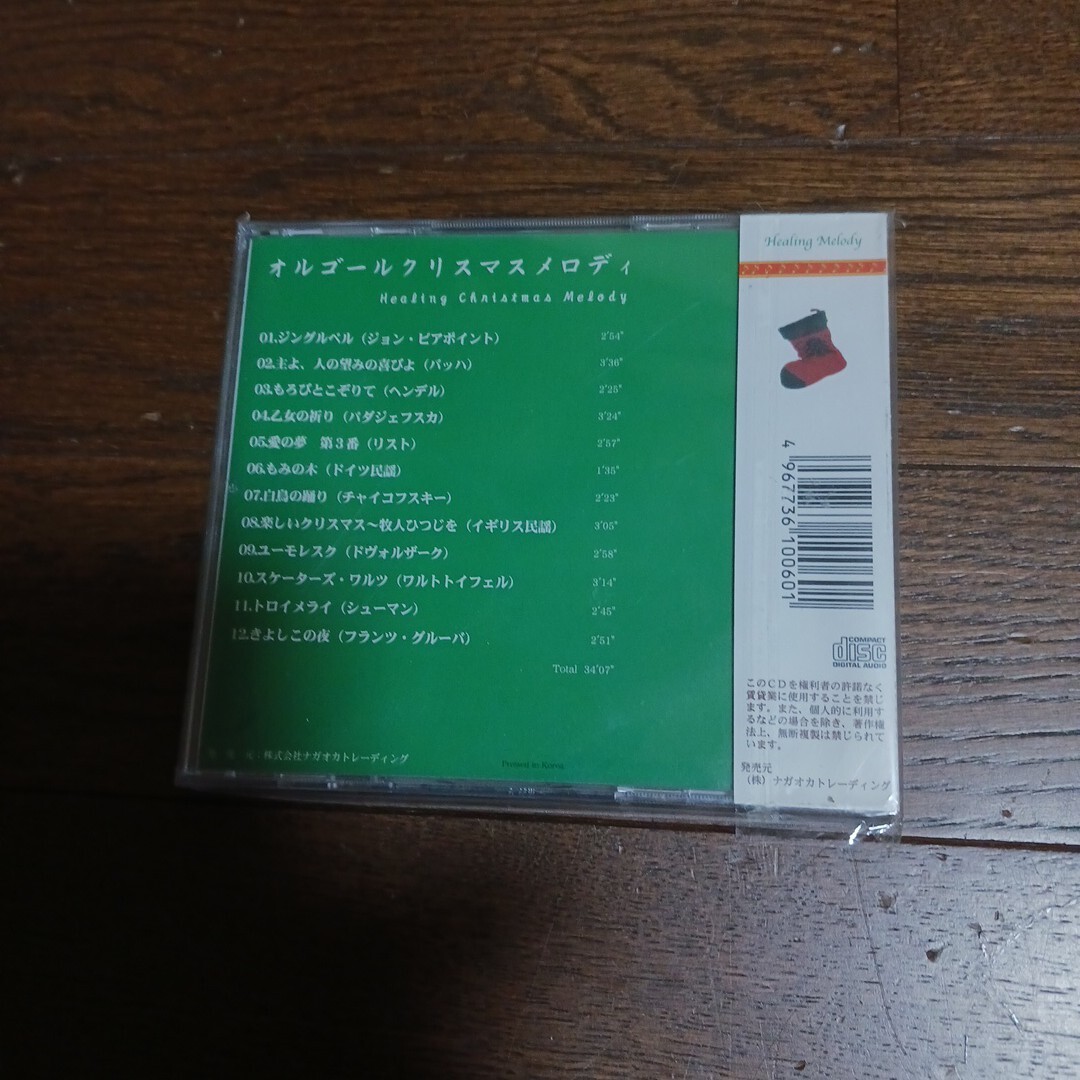 オルゴールクリスマスメロディ
Healing Christmas Melody
01.ジングルベル（ジョン・ピアポイント） 2'54"
02.主よ、人の望みの喜びよ（バッハ） 3'36"
03.もろびとこぞりて（ヘンデル） 2'25"
04.乙女の祈り（バダジェフスカ） 3'24"
05.愛の夢　第３番（リスト） 2'57"
06.もみの木（ドイツ民謡） 1'35"
07.白鳥の踊り（チャイコフスキー） 2'23"
08.楽しいクリスマス〜牧人ひつじを（イギリス民謡） 3'05"
09.ユーモレスク（ドヴォルザーク） 2'58"
10.スケーターズ・ワルツ（ワルトトイフェル） 3'14"
11.トロイメライ（シューマン） 2'45"
12.きよしこの夜（フランツ・グルーバ） 2'51"
Total 34'07"
元：株式会社ナガオカトレーディング
Printed in Korea
Healing Melody
4 967736 100601
COMPACT
disc
DIGITAL AUDIO
このＣＤを権利者の許諾なく
賃貸業に使用することを禁じ
ます。また、個人的に利用す
るなどの場合を除き、著作権
法上、無断複製は禁じられて
います。
発売元
（株）ナガオカトレーディング